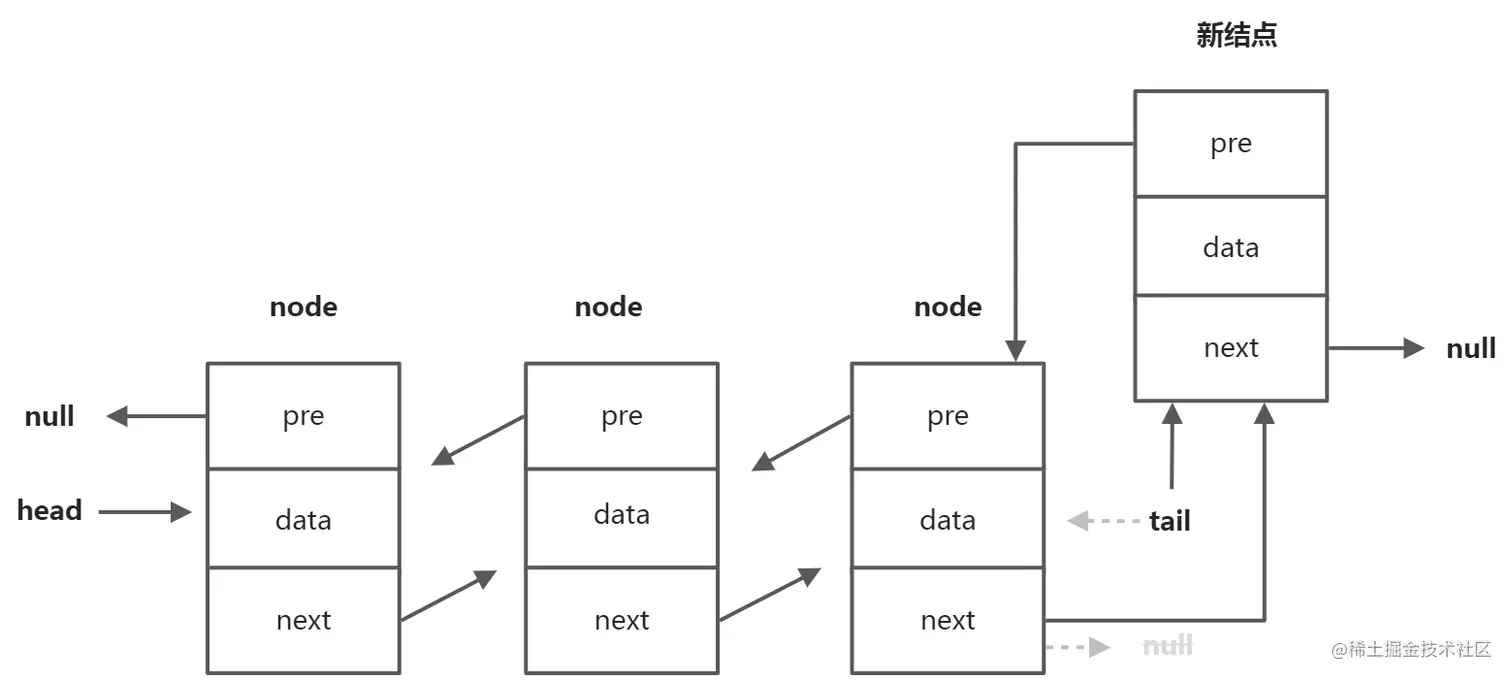 新结点
pre
data
next
null
node
node
node
null
pre
pre
pre
head
data
data
data
tail
next
next
next
null
@稀土掘金技术社区